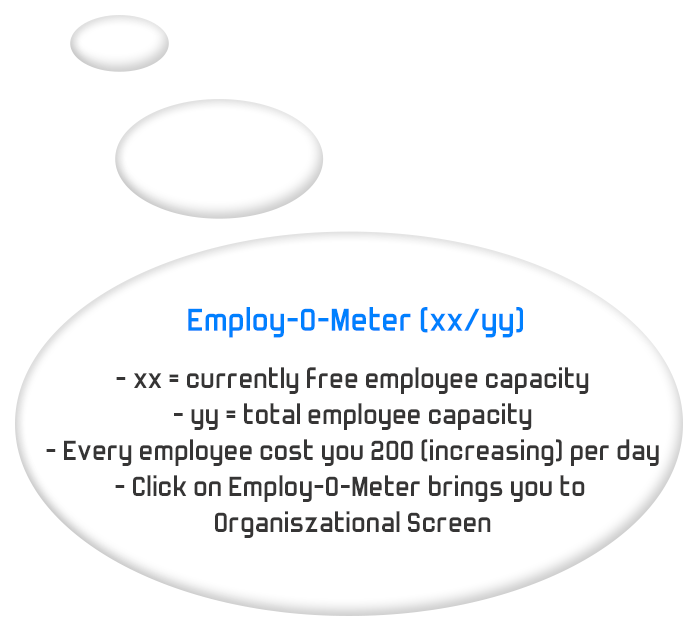 Employ-O-Meter (xx/yy)
- xx = currently free employee capacity
- yy = total employee capacity
- Every employee cost you 200 (increasing) per day
- Click on Employ-O-Meter brings you to
Organiszational Screen